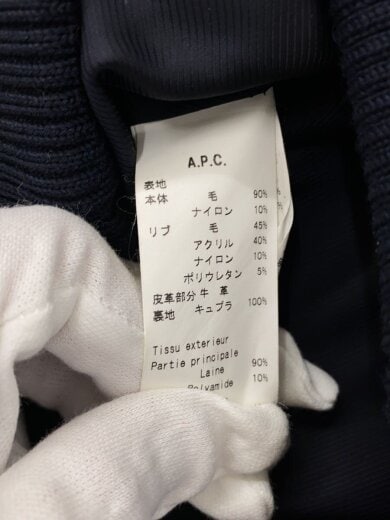 A.P.C.
表地
本体 毛 90%
ナイロン 10%
リブ 毛 45%
アクリル 40%
ナイロン 10%
ポリウレタン 5%
皮革部分 牛革
裏地 キュプラ 100%
Tissu exterieur
Partie principale
Laine 90%
Polyamide 10%